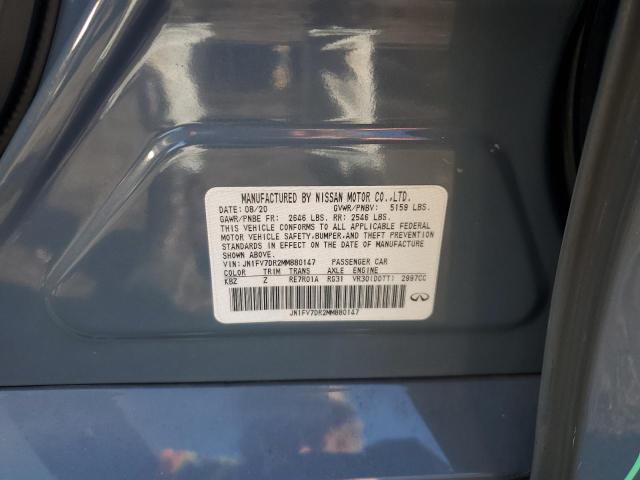 MANUFACTURED BY NISSAN MOTOR CO.,LTD.
DATE: 08/20 GVWR/PNBV: 5159 LBS.
GAWR/PNBE FR: 2646 LBS. RR: 2546 LBS.
THIS VEHICLE CONFORMS TO ALL APPLICABLE FEDERAL
MOTOR VEHICLE SAFETY,BUMPER,AND THEFT PREVENTION
STANDARDS IN EFFECT ON THE DATE OF MANUFACTURE
SHOWN ABOVE.
VIN: JN1FV7DR2MM880147 PASSENGER CAR
COLOR TRIM TRANS AXLE ENGINE
KBZ Z RE7R01A RG31 VR30(DDTT) 2997CC
JN1FV7DR2MM880147